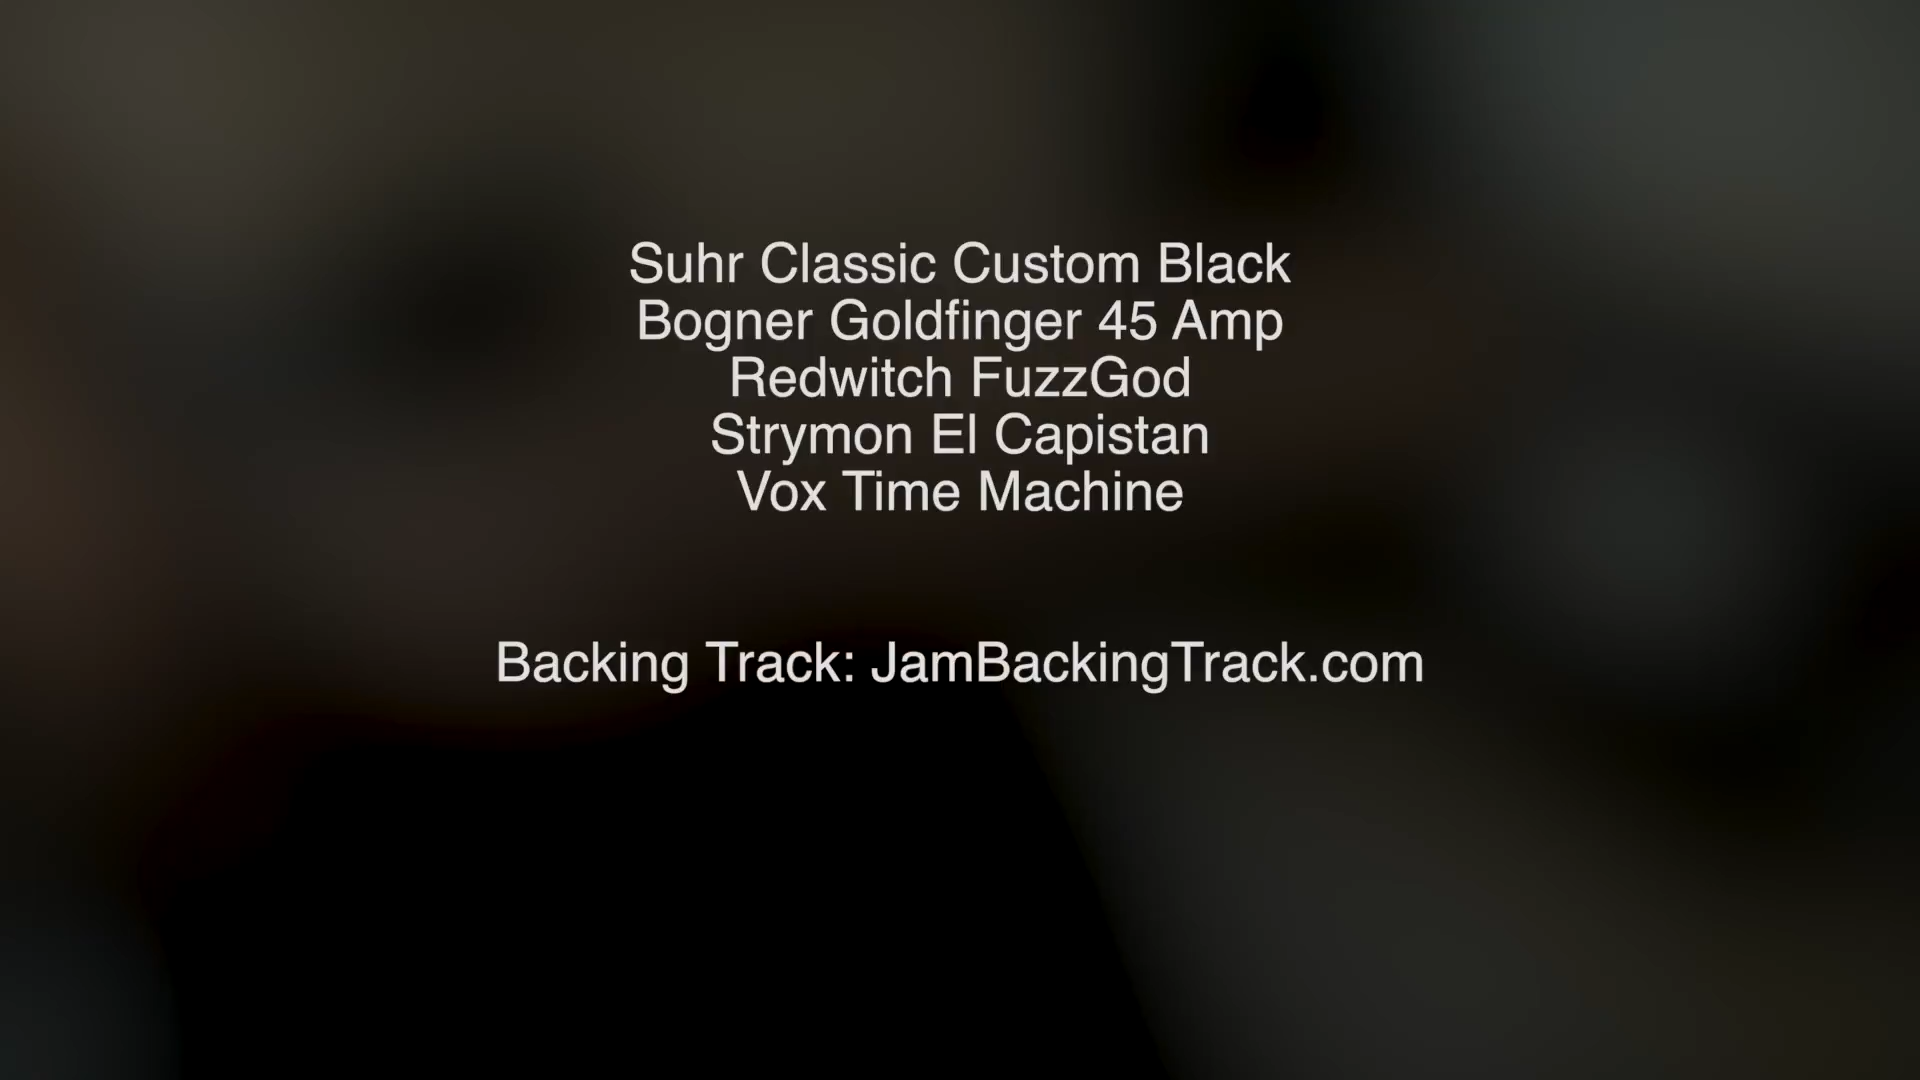 Suhr Classic Custom Black
Bogner Goldfinger 45 Amp
Redwitch FuzzGod
Strymon El Capistan
Vox Time Machine
Backing Track: JamBackingTrack.com